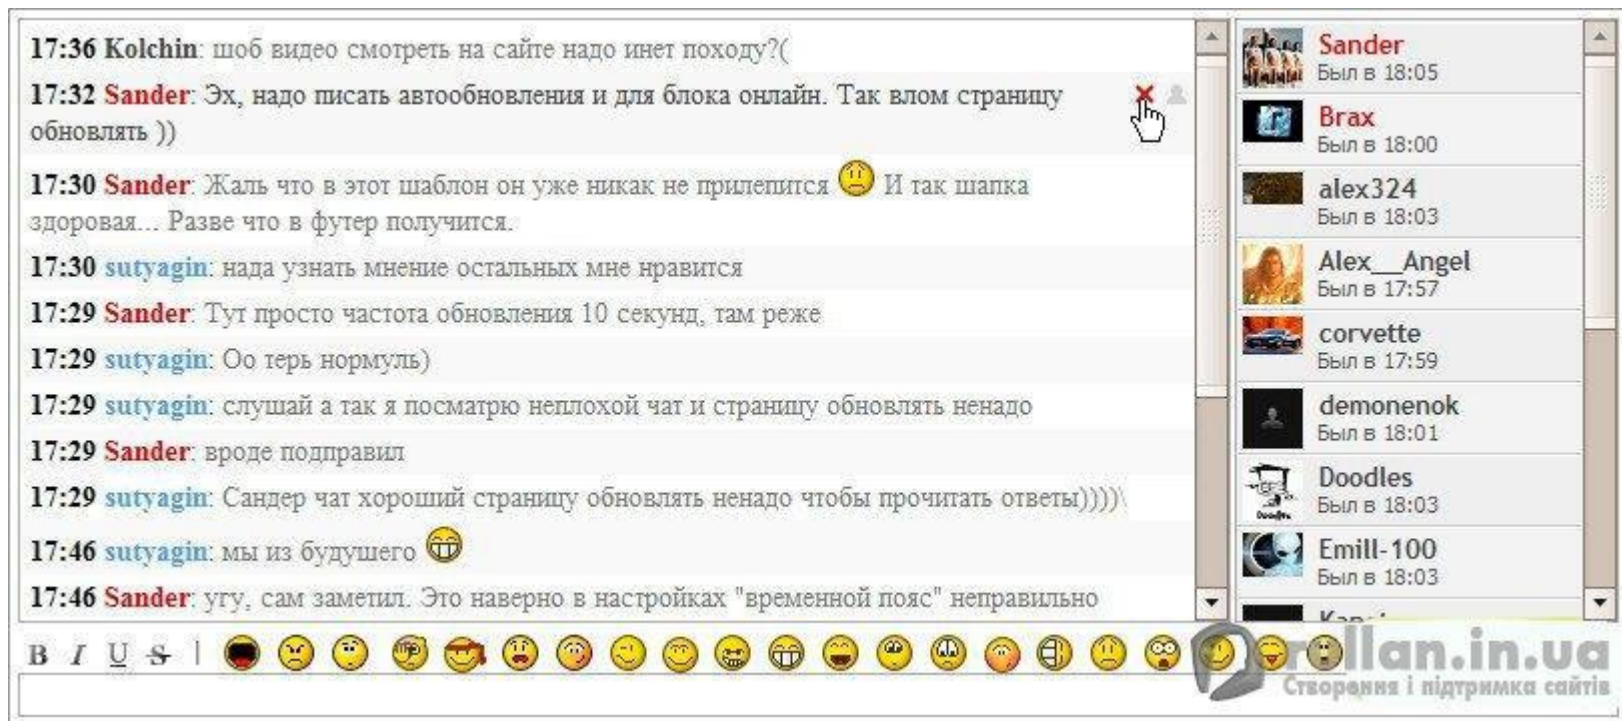 17:36 Kolchin: шоб видео смотреть на сайте надо инет походу?(
17:32 Sander: Эх, надо писать автообновления и для блока онлайн. Так влом страницу
обновлять ))
17:30 Sander: Жаль что в этот шаблон он уже никак не прилепится И так шапка
здоровая... Разве что в футер получится.
17:30 sutyagin: нада узнать мнение остальных мне нравится
17:29 Sander: Тут просто частота обновления 10 секунд, там реже
17:29 sutyagin: Оо терь нормуль)
17:29 sutyagin: слушай а так я посматрю неплохой чат и страницу обновлять ненадо
17:29 Sander: вроде подправил
17:29 sutyagin: Сандер чат хороший страницу обновлять ненадо чтобы прочитать ответы))))\
17:46 sutyagin: мы из будушего
17:46 Sander: угу, сам заметил. Это наверно в настройках "временной пояс" неправильно
B I U S
Sander
Был в 18:05
Brax
Был в 18:00
alex324
Был в 18:03
Alex__Angel
Был в 17:57
corvette
Был в 17:59
demonenok
Был в 18:01
Doodles
Был в 18:03
Emill-100
Был в 18:03
rollan.in.ua
Створення і підтримка сайтів